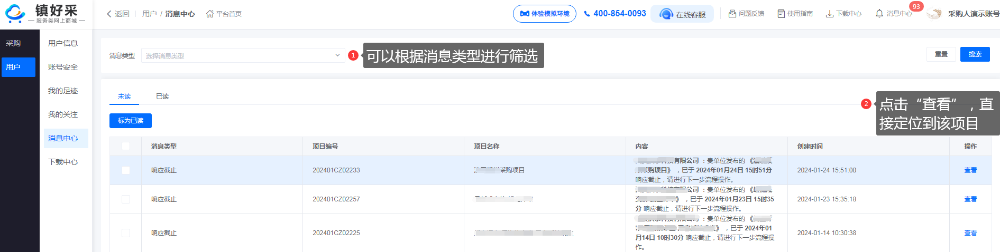 镇好采
服务类网上商城
返回
用户 / 消息中心
平台首页
体验模拟环境
400-854-0093
在线客服
问题反馈
使用指南
下载中心
消息中心
93
采购人演示账号
采购
用户
用户信息
账号安全
我的足迹
我的关注
消息中心
下载中心
消息类型
选择消息类型
1
可以根据消息类型进行筛选
重置
搜索
未读
已读
2
点击“查看”，直
接定位到该项目
标为已读
消息类型
项目编号
项目名称
内容
创建时间
操作
响应截止
202401CZ02233
采购项目
有限公司 ：贵单位发布的 《
采购项目》 ，已于 2024年01月24日 15时51分
响应截止，请进行下一步流程操作。
2024-01-24 15:51:00
查看
响应截止
202401CZ02257
有限公司 ：贵单位发布的 《
》 ，已于 2024年01月23日 15时35
分 响应截止，请进行下一步流程操作。
2024-01-23 15:35:18
查看
响应截止
202401CZ02225
：贵单位发布的 《
》 ，已于 2024年01
月14日 10时30分 响应截止，请进行下一步流程操
作。
2024-01-14 10:30:38
查看